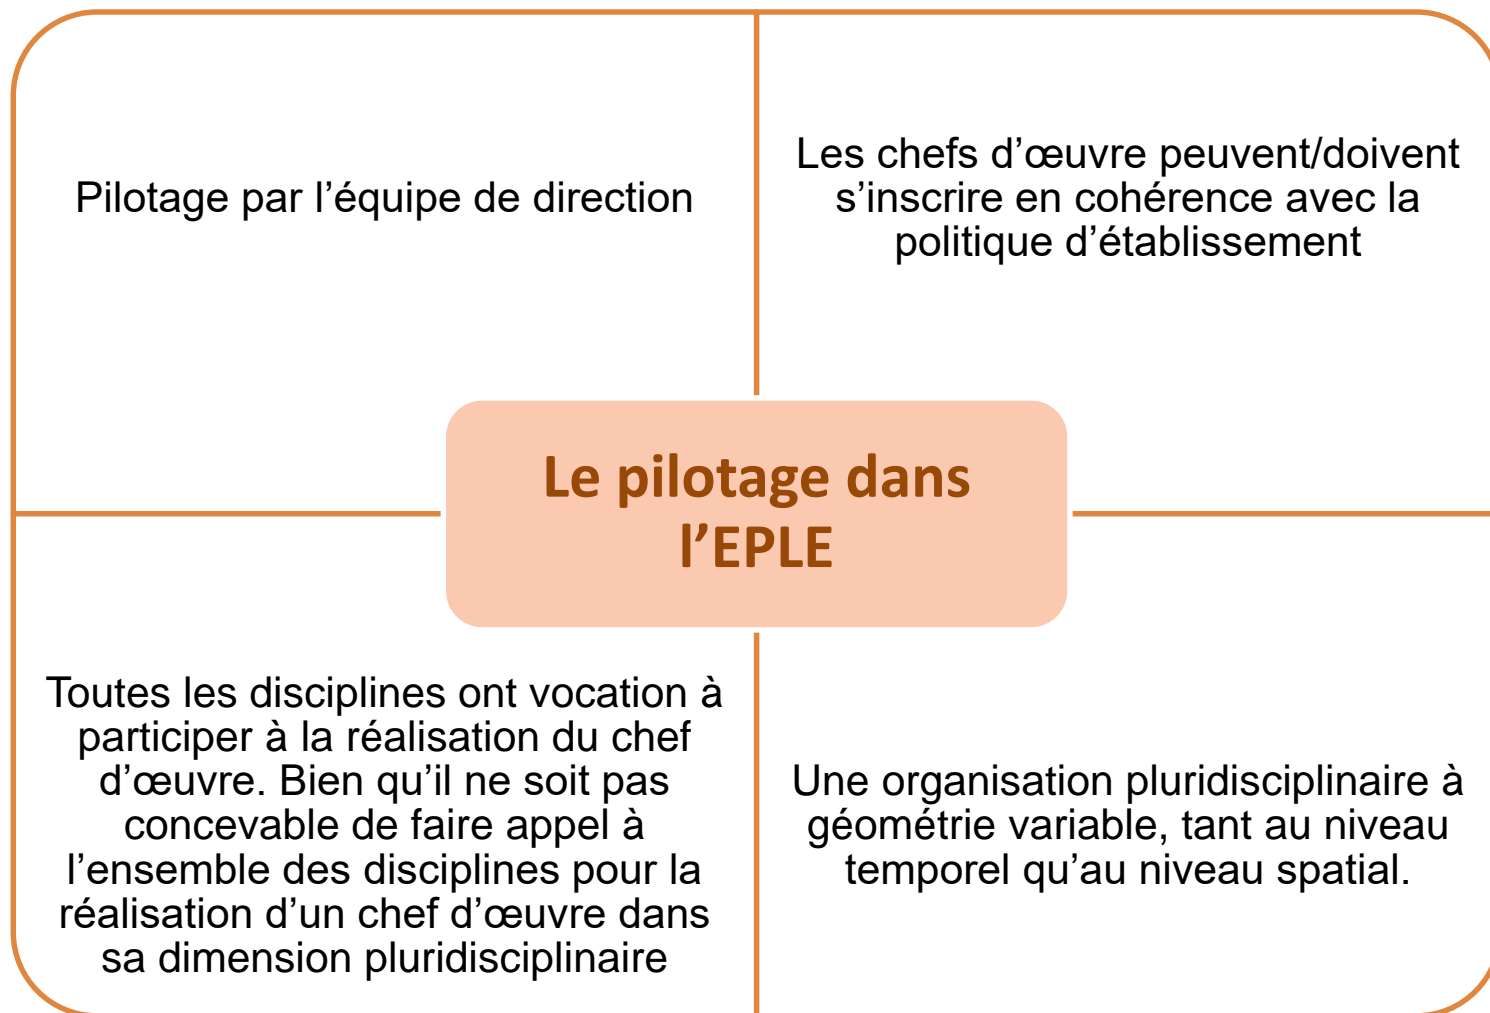 Pilotage par l’équipe de direction
Les chefs d’œuvre peuvent/doivent
s’inscrire en cohérence avec la
politique d’établissement
Le pilotage dans
l’EPLE
Toutes les disciplines ont vocation à
participer à la réalisation du chef
d’œuvre. Bien qu’il ne soit pas
concevable de faire appel à
l’ensemble des disciplines pour la
réalisation d’un chef d’œuvre dans
sa dimension pluridisciplinaire
Une organisation pluridisciplinaire à
géométrie variable, tant au niveau
temporel qu’au niveau spatial.